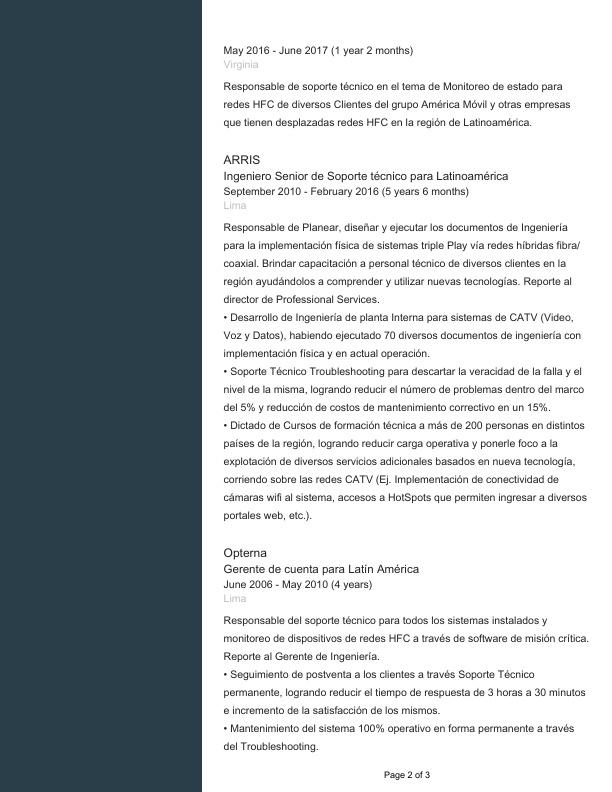 May 2016 - June 2017 (1 year 2 months)
Virginia
Responsable de soporte técnico en el tema de Monitoreo de estado para
redes HFC de diversos Clientes del grupo América Móvil y otras empresas
que tienen desplazadas redes HFC en la región de Latinoamérica.
ARRIS
Ingeniero Senior de Soporte técnico para Latinoamérica
September 2010 - February 2016 (5 years 6 months)
Lima
Responsable de Planear, diseñar y ejecutar los documentos de Ingeniería
para la implementación física de sistemas triple Play vía redes híbridas fibra/
coaxial. Brindar capacitación a personal técnico de diversos clientes en la
región ayudándolos a comprender y utilizar nuevas tecnologías. Reporte al
director de Professional Services.
• Desarrollo de Ingeniería de planta Interna para sistemas de CATV (Video,
Voz y Datos), habiendo ejecutado 70 diversos documentos de ingeniería con
implementación física y en actual operación.
• Soporte Técnico Troubleshooting para descartar la veracidad de la falla y el
nivel de la misma, logrando reducir el número de problemas dentro del marco
del 5% y reducción de costos de mantenimiento correctivo en un 15%.
• Dictado de Cursos de formación técnica a más de 200 personas en distintos
países de la región, logrando reducir carga operativa y ponerle foco a la
explotación de diversos servicios adicionales basados en nueva tecnología,
corriendo sobre las redes CATV (Ej. Implementación de conectividad de
cámaras wifi al sistema, accesos a HotSpots que permiten ingresar a diversos
portales web, etc.).
Opterna
Gerente de cuenta para Latín América
June 2006 - May 2010 (4 years)
Lima
Responsable del soporte técnico para todos los sistemas instalados y
monitoreo de dispositivos de redes HFC a través de software de misión crítica.
Reporte al Gerente de Ingeniería.
• Seguimiento de postventa a los clientes a través Soporte Técnico
permanente, logrando reducir el tiempo de respuesta de 3 horas a 30 minutos
e incremento de la satisfacción de los mismos.
• Mantenimiento del sistema 100% operativo en forma permanente a través
del Troubleshooting.
Page 2 of 3